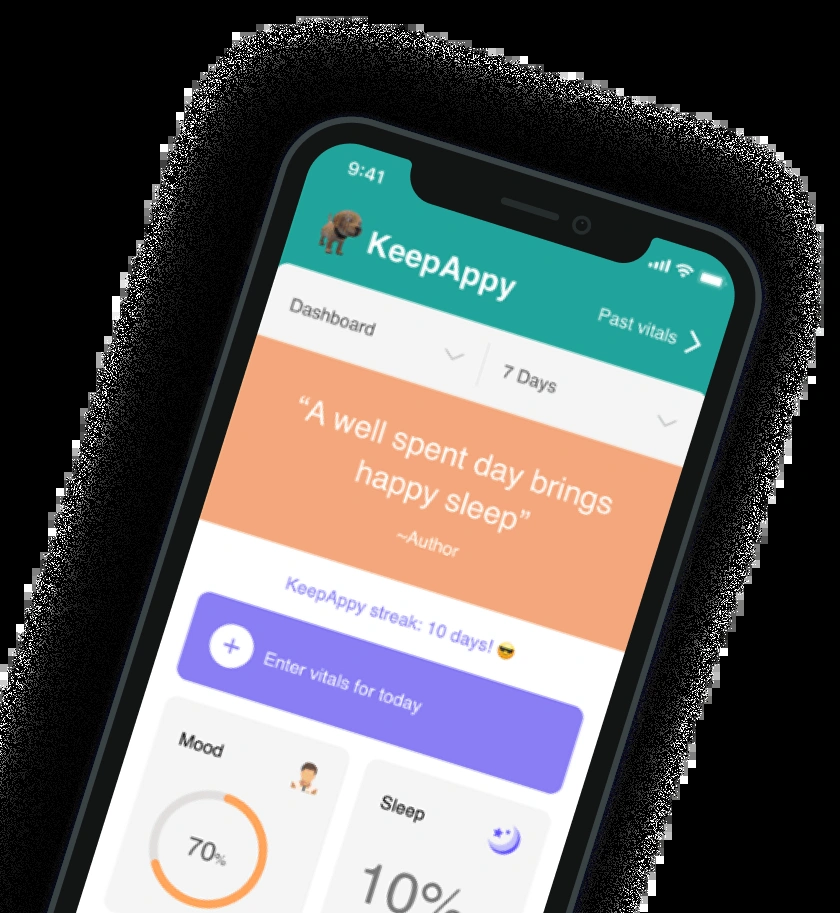 9:41
KeepAppy
Past vitals
Dashboard
7 Days
“A well spent day brings
happy sleep”
~Author
KeepAppy streak: 10 days! 😎
Enter vitals for today
Mood
Sleep
70%
10%